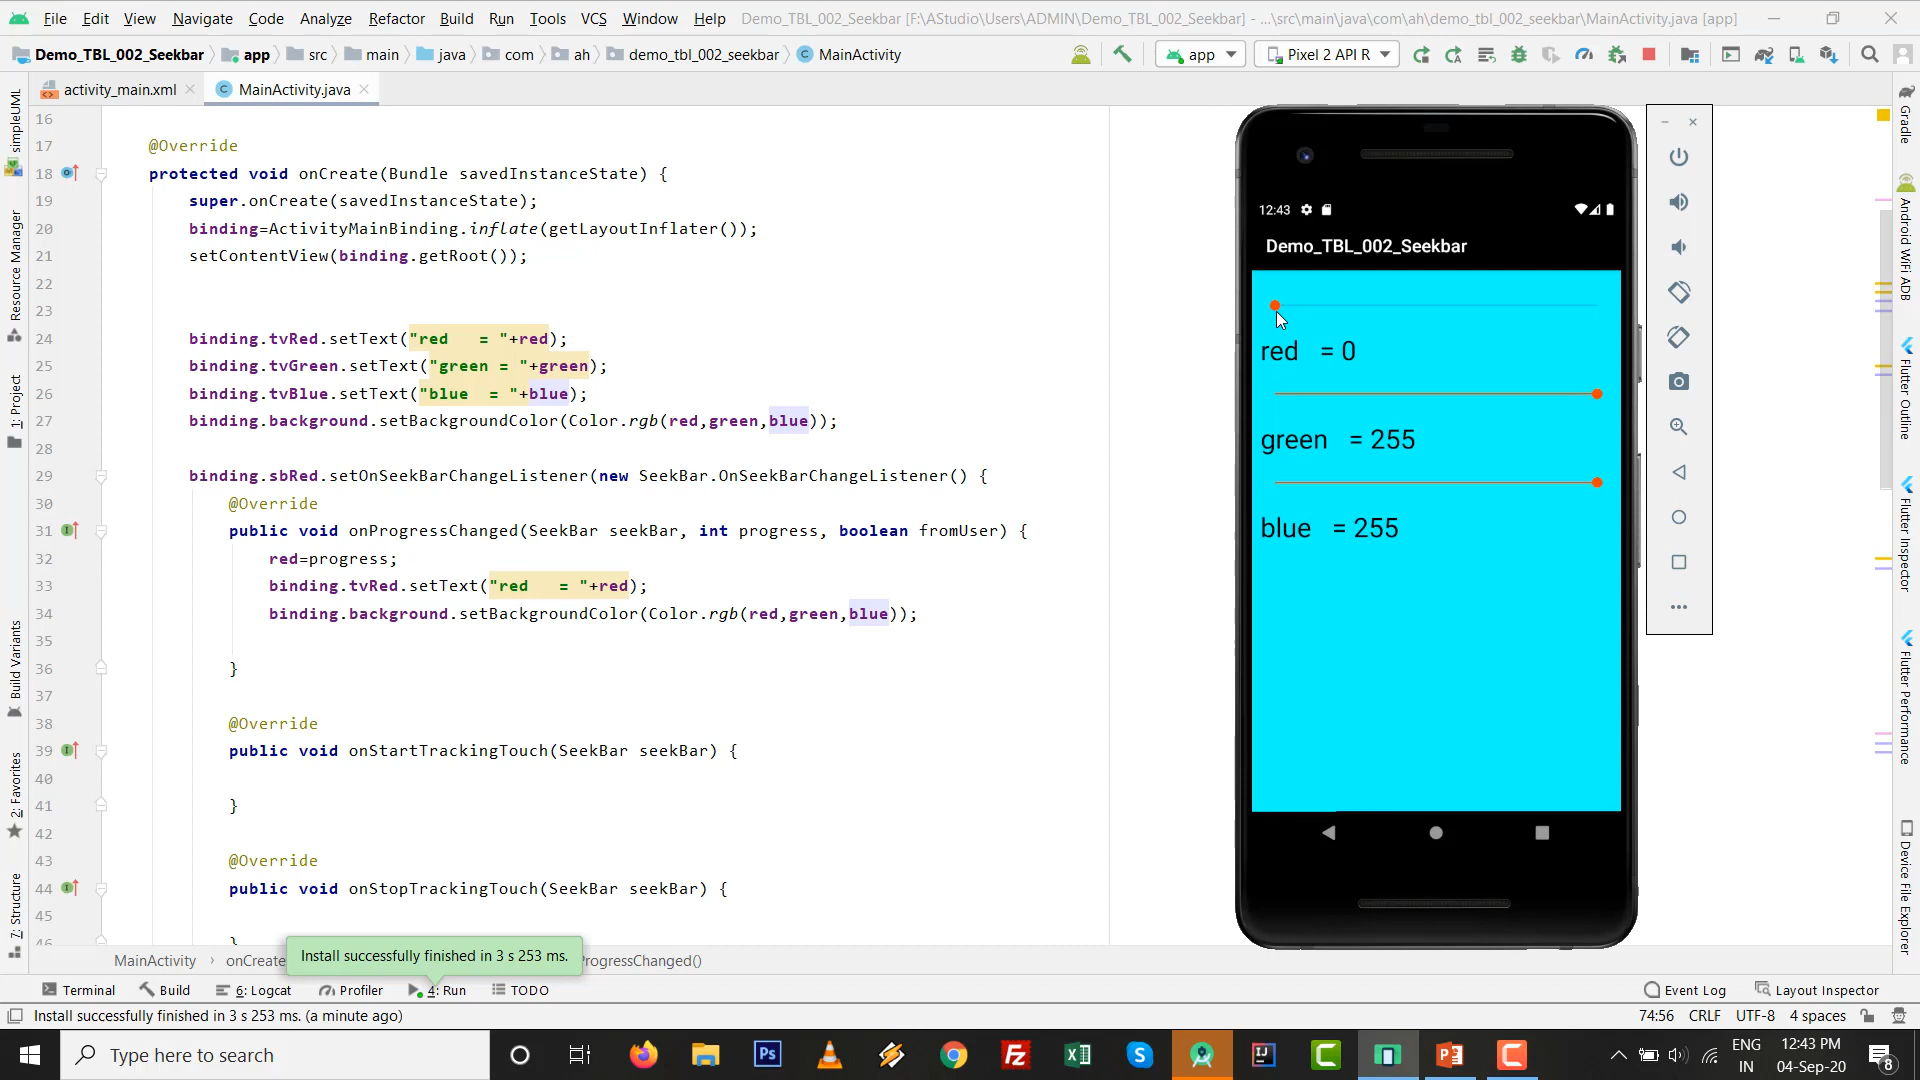 File Edit View Navigate Code Analyze Refactor Build Run Tools VCS Window Help Demo_TBL_002_Seekbar [F:\AStudio\Users\ADMIN\Demo_TBL_002_Seekbar] - ...\src\main\java\com\ah\demo_tbl_002_seekbar\MainActivity.java [app]
Demo_TBL_002_Seekbar app src main java com ah demo_tbl_002_seekbar MainActivity app Pixel 2 API R
activity_main.xml MainActivity.java
16
17 @Override
18 protected void onCreate(Bundle savedInstanceState) {
19 super.onCreate(savedInstanceState);
20 binding=ActivityMainBinding.inflate(getLayoutInflater());
21 setContentView(binding.getRoot());
22
23
24 binding.tvRed.setText("red   = "+red);
25 binding.tvGreen.setText("green = "+green);
26 binding.tvBlue.setText("blue  = "+blue);
27 binding.background.setBackgroundColor(Color.rgb(red,green,blue));
28
29 binding.sbRed.setOnSeekBarChangeListener(new SeekBar.OnSeekBarChangeListener() {
30 @Override
31 public void onProgressChanged(SeekBar seekBar, int progress, boolean fromUser) {
32 red=progress;
33 binding.tvRed.setText("red   = "+red);
34 binding.background.setBackgroundColor(Color.rgb(red,green,blue));
35
36 }
37
38 @Override
39 public void onStartTrackingTouch(SeekBar seekBar) {
40
41 }
42
43 @Override
44 public void onStopTrackingTouch(SeekBar seekBar) {
45
46 }
simpleUML
Resource Manager
1: Project
Build Variants
2: Favorites
7: Structure
12:43
Demo_TBL_002_Seekbar
red = 0
green = 255
blue = 255
Gradle
Android WiFi ADB
Flutter Outline
Flutter Inspector
Flutter Performance
Device File Explorer
MainActivity onCreate ProgressChanged()
Install successfully finished in 3 s 253 ms.
Terminal Build 6: Logcat Profiler 4: Run TODO Event Log Layout Inspector
Install successfully finished in 3 s 253 ms. (a minute ago) 74:56 CRLF UTF-8 4 spaces
Type here to search
Ps
Fz
ENG
IN
12:43 PM
04-Sep-20
8